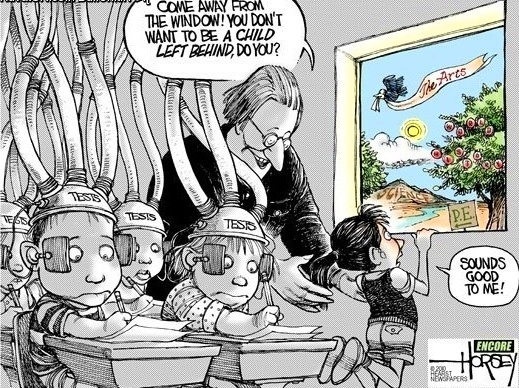 COME AWAY FROM
THE WINDOW! YOU DON'T
WANT TO BE A CHILD
LEFT BEHIND, DO YOU?
The Arts
TESTS
TESTS
TESTS
TESTS
P.E.
SOUNDS
GOOD
TO ME!
ENCORE
HORSEY
© 2010
HEARST
NEWSPAPERS